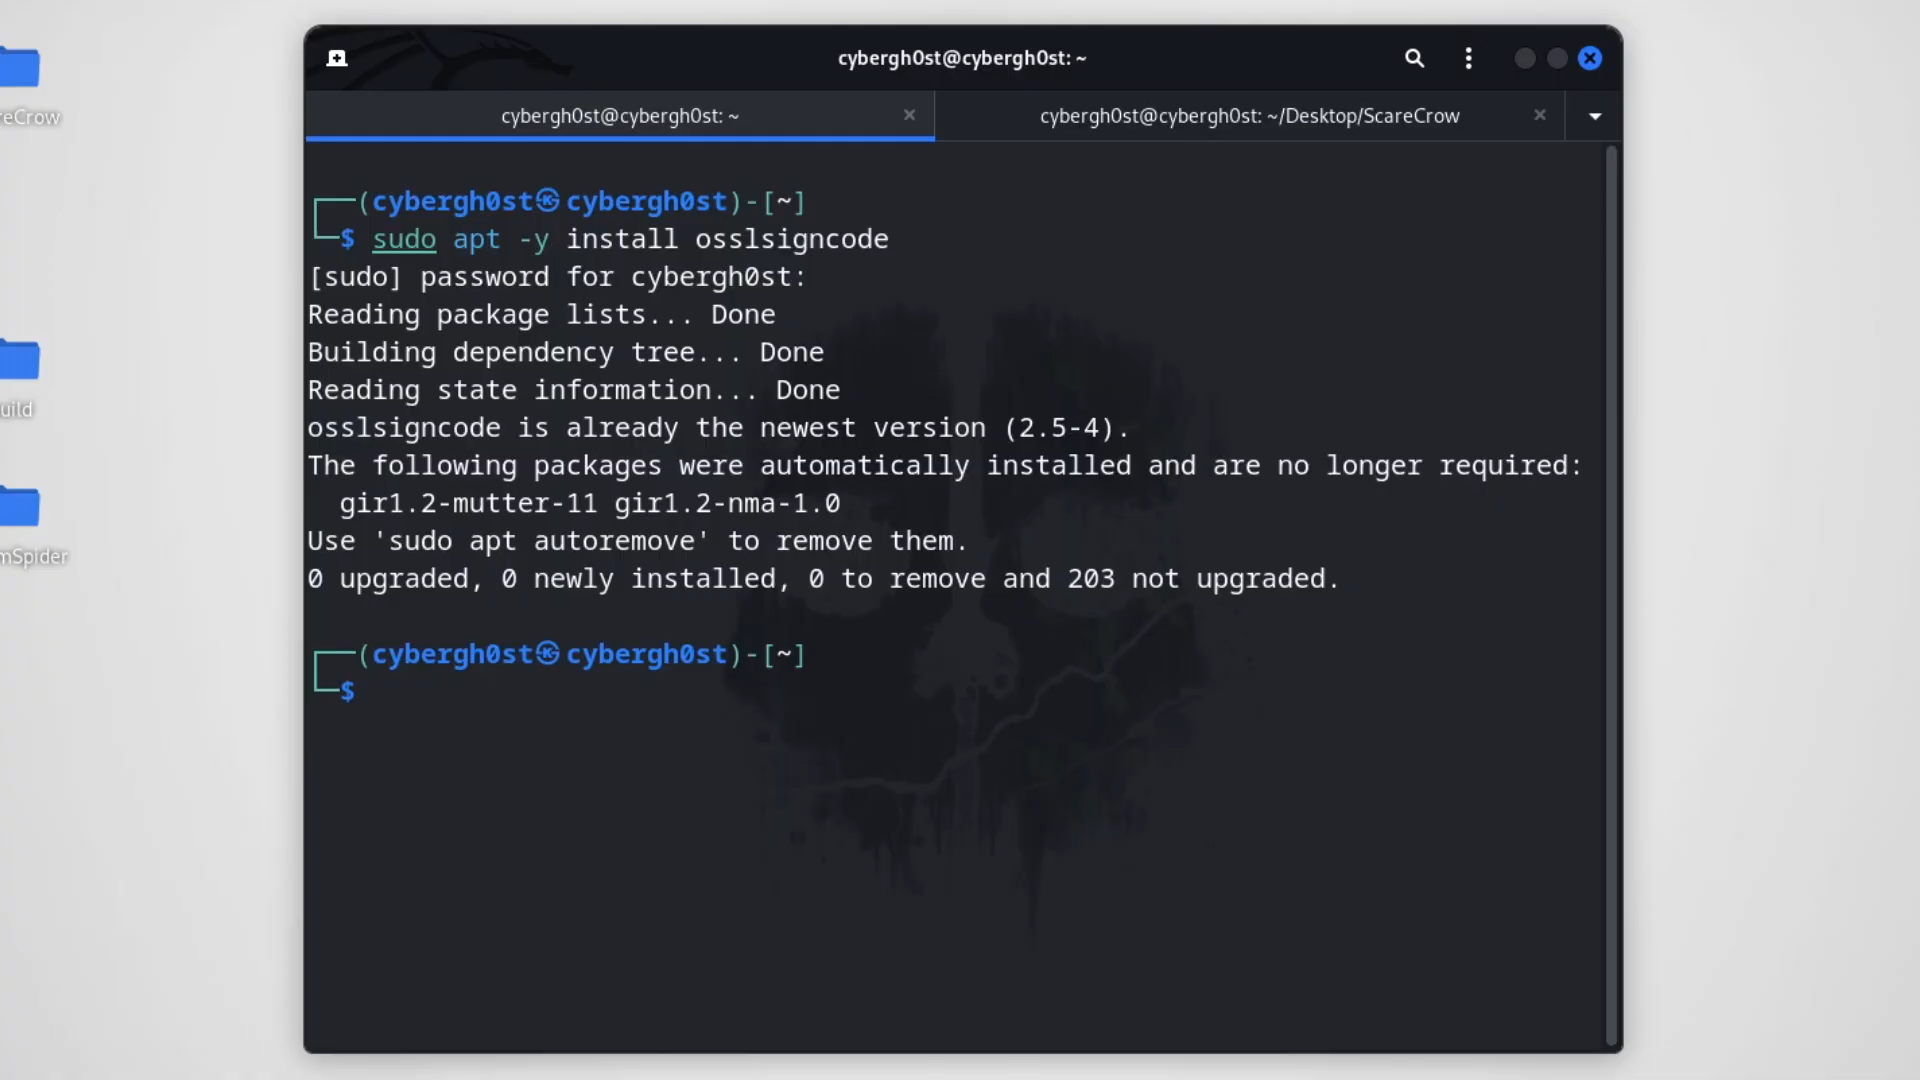 cybergh0st@cybergh0st: ~
cybergh0st@cybergh0st: ~
cybergh0st@cybergh0st: ~/Desktop/ScareCrow
reCrow
uild
mSpider
┌──(cybergh0st㉿cybergh0st)-[~]
└─$ sudo apt -y install osslsigncode
[sudo] password for cybergh0st:
Reading package lists... Done
Building dependency tree... Done
Reading state information... Done
osslsigncode is already the newest version (2.5-4).
The following packages were automatically installed and are no longer required:
  gir1.2-mutter-11 gir1.2-nma-1.0
Use 'sudo apt autoremove' to remove them.
0 upgraded, 0 newly installed, 0 to remove and 203 not upgraded.
┌──(cybergh0st㉿cybergh0st)-[~]
└─$